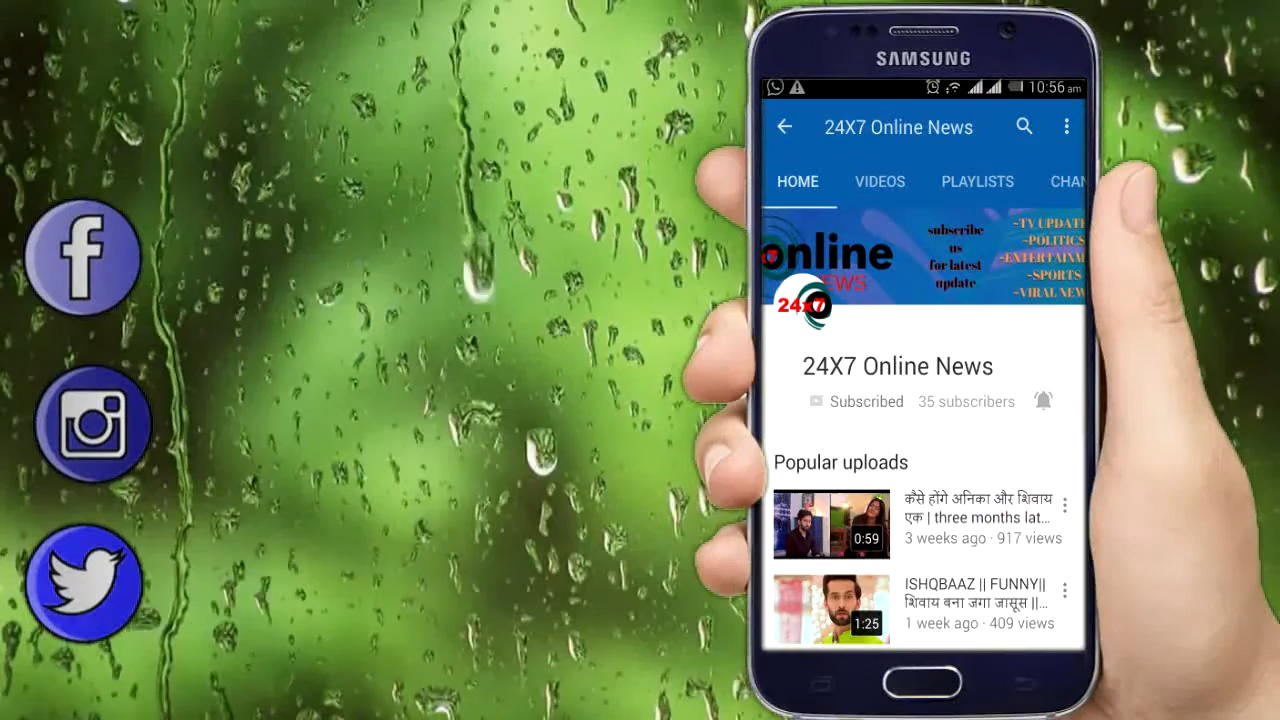 SAMSUNG
10:56 am
24X7 Online News
HOME VIDEOS PLAYLISTS CHAN
online
NEWS
subscribe
us
for latest
update
-TV UPDATE
-POLITICS
-ENTERTAINM
-SPORTS
-VIRAL NEW
24x7
24X7 Online News
Subscribed 35 subscribers
Popular uploads
कैसे होंगे अनिका और शिवाय
एक | three months lat...
3 weeks ago · 917 views
0:59
ISHQBAAZ || FUNNY||
शिवाय बना जगा जासूस ||...
1 week ago · 409 views
1:25